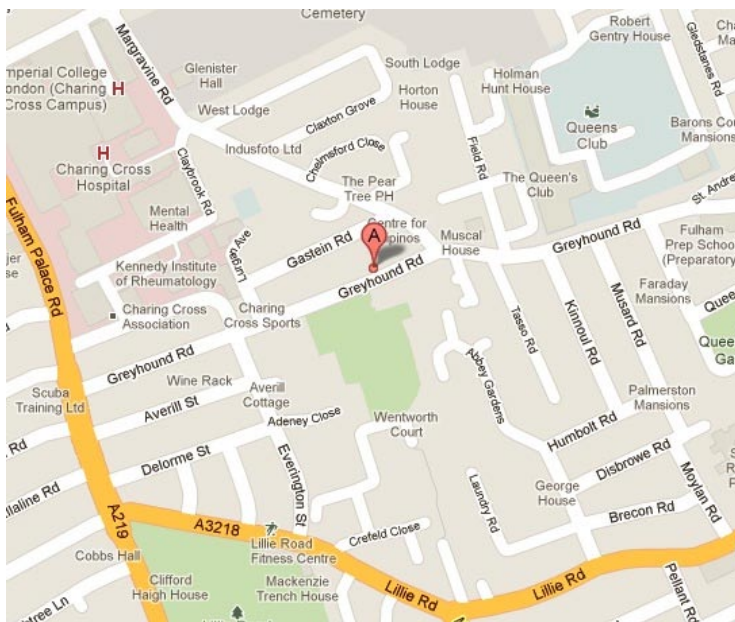 Cemetery
Robert
Gentry House
Gledstanes Rd
Margravine Rd
Glenister
Hall
South Lodge
Horton
House
Holman
Hunt House
Imperial College
London (Charing
Cross Campus)
H
West Lodge
Claxton Grove
Queens
Club
Barons Cou
Mansions
Indusfoto Ltd
Chelmsford Close
Field Rd
H
Charing Cross
Hospital
Claybrook Rd
The Pear
Tree PH
The Queen's
Club
St. Andre
Fulham Palace Rd
Mental
Health
Lurgan Ave
Gastein Rd
Centre for
A
Muscal
House
Greyhound Rd
Fulham
Prep School
(Preparatory
Kennedy Institute
of Rheumatology
Greyhound Rd
Faraday
Mansions
Charing Cross
Association
Charing
Cross Sports
Tasso Rd
Kinnoul Rd
Musard Rd
Greyhound Rd
Wine Rack
Abbey Gardens
Scuba
Training Ltd
Averill St
Averill
Cottage
Adeney Close
Wentworth
Court
Palmerston
Mansions
Humbolt Rd
Delorme St
Everington St
Disbrowe Rd
Moylan Rd
Laundry Rd
George
House
Brecon Rd
A219
A3218
Crefeld Close
Cobbs Hall
Lillie Road
Fitness Centre
Clifford
Haigh House
Mackenzie
Trench House
Lillie Rd
Lillie Rd
Pellant Rd